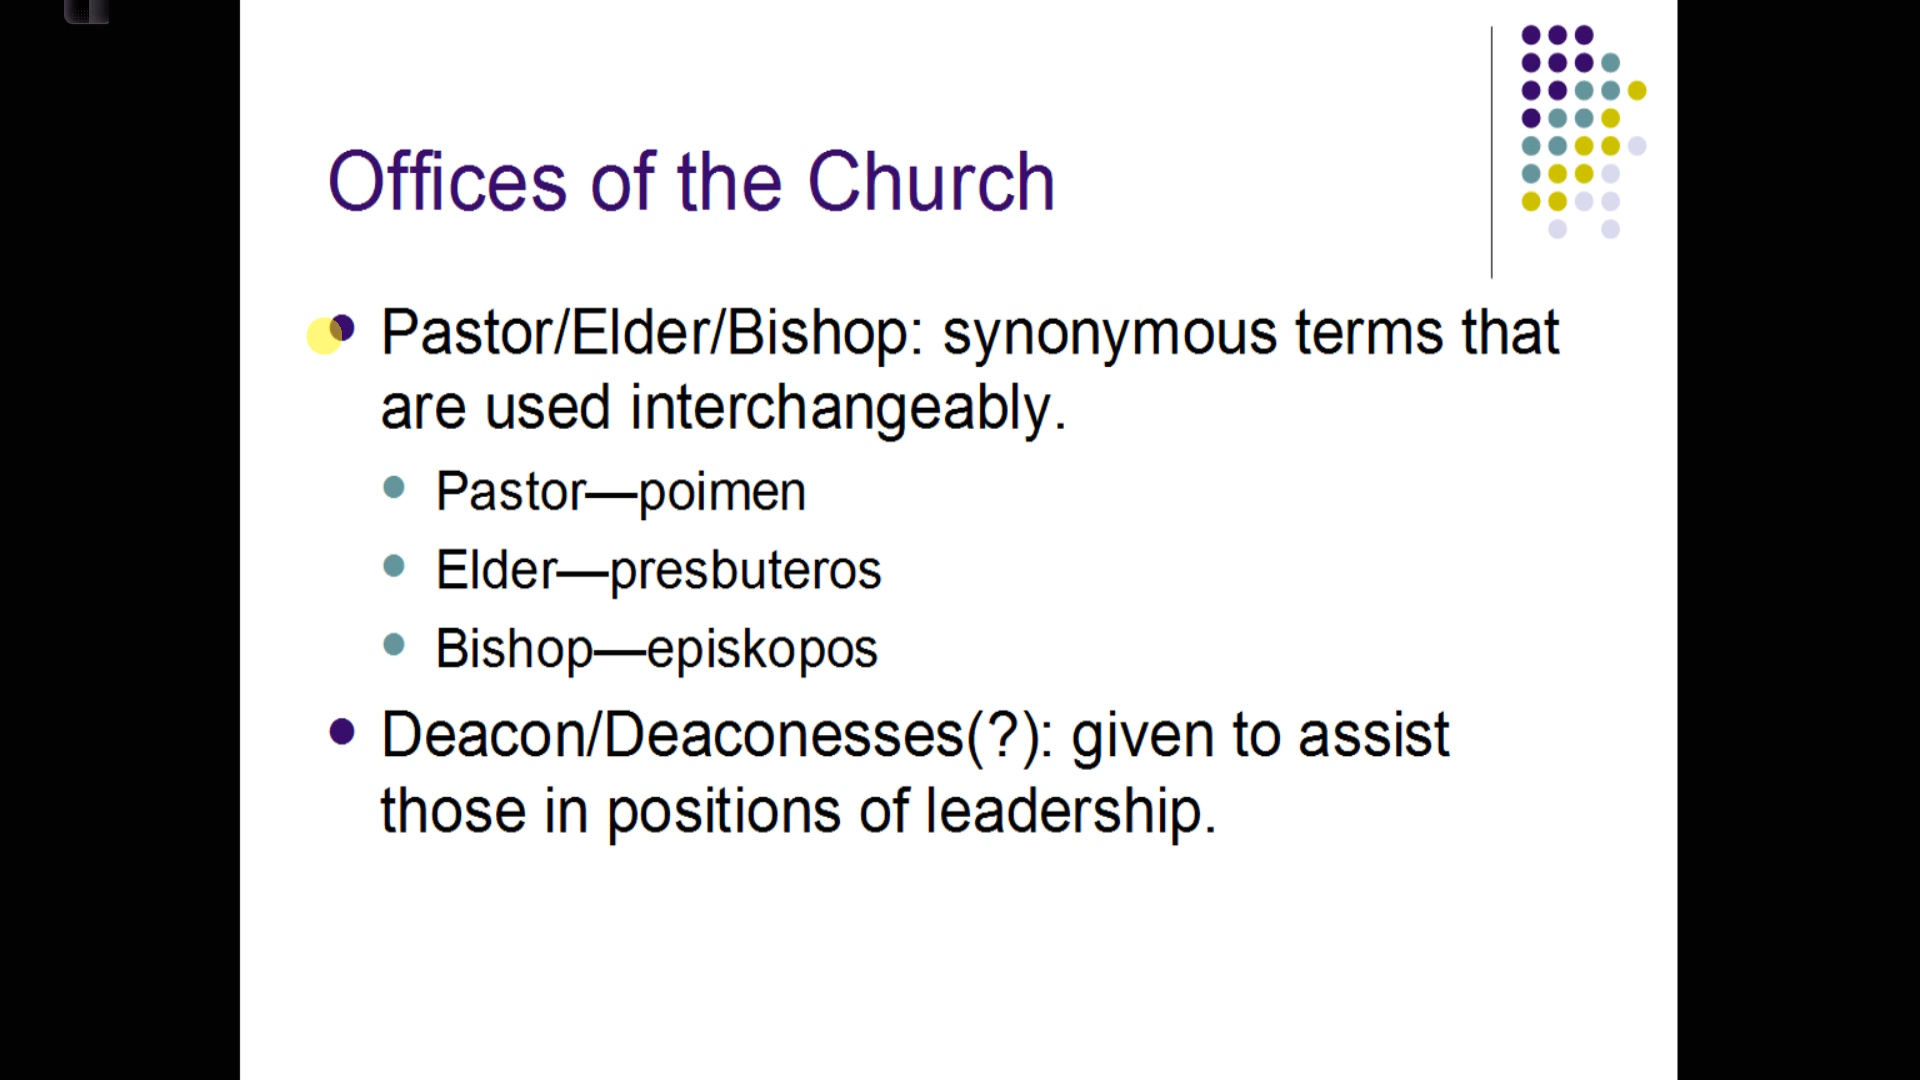 Offices of the Church
Pastor/Elder/Bishop: synonymous terms that
are used interchangeably.
Pastor—poimen
Elder—presbuteros
Bishop—episkopos
Deacon/Deaconesses(?): given to assist
those in positions of leadership.